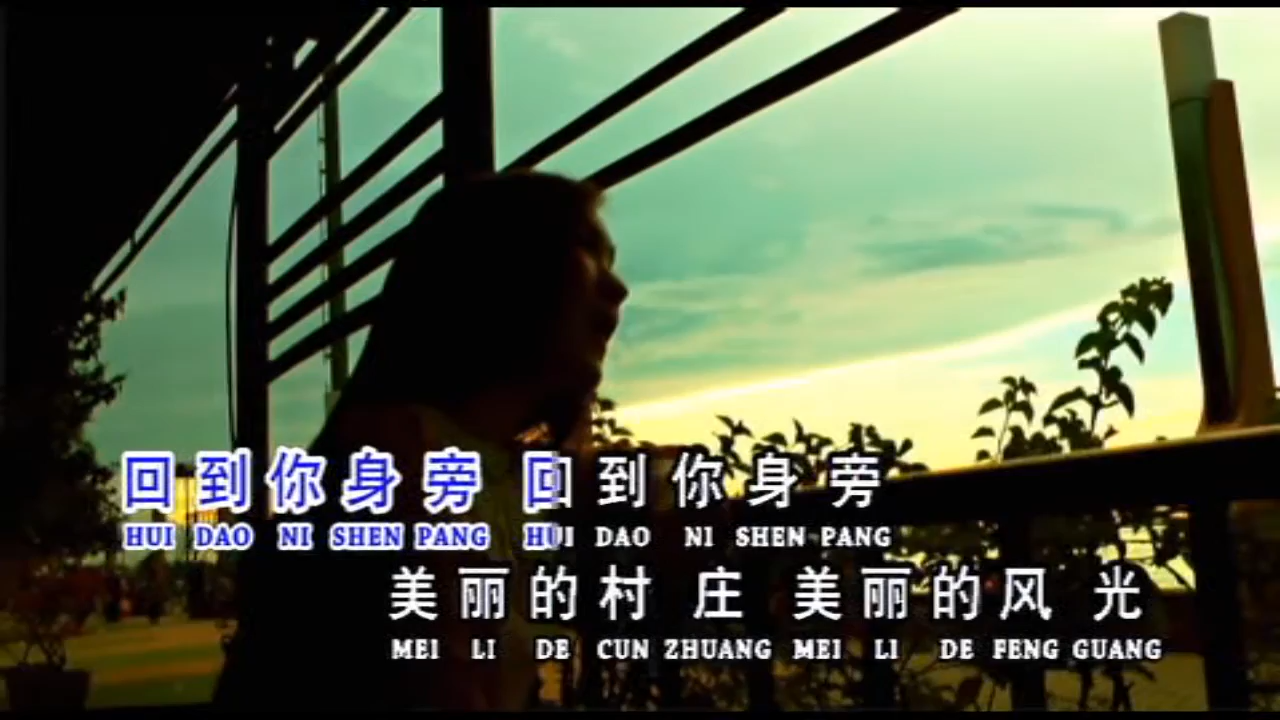 回到你身旁 回到你身旁
HUI DAO NI SHEN PANG HUI DAO NI SHEN PANG
美丽的村庄 美丽的风光
MEI LI DE CUN ZHUANG MEI LI DE FENG GUANG